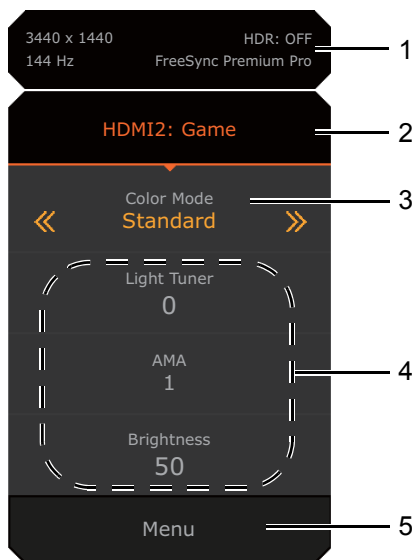 3440 x 1440 HDR: OFF
144 Hz FreeSync Premium Pro
1
HDMI2: Game
2
Color Mode
3
Standard
Light Tuner
0
AMA
4
1
Brightness
50
Menu
5